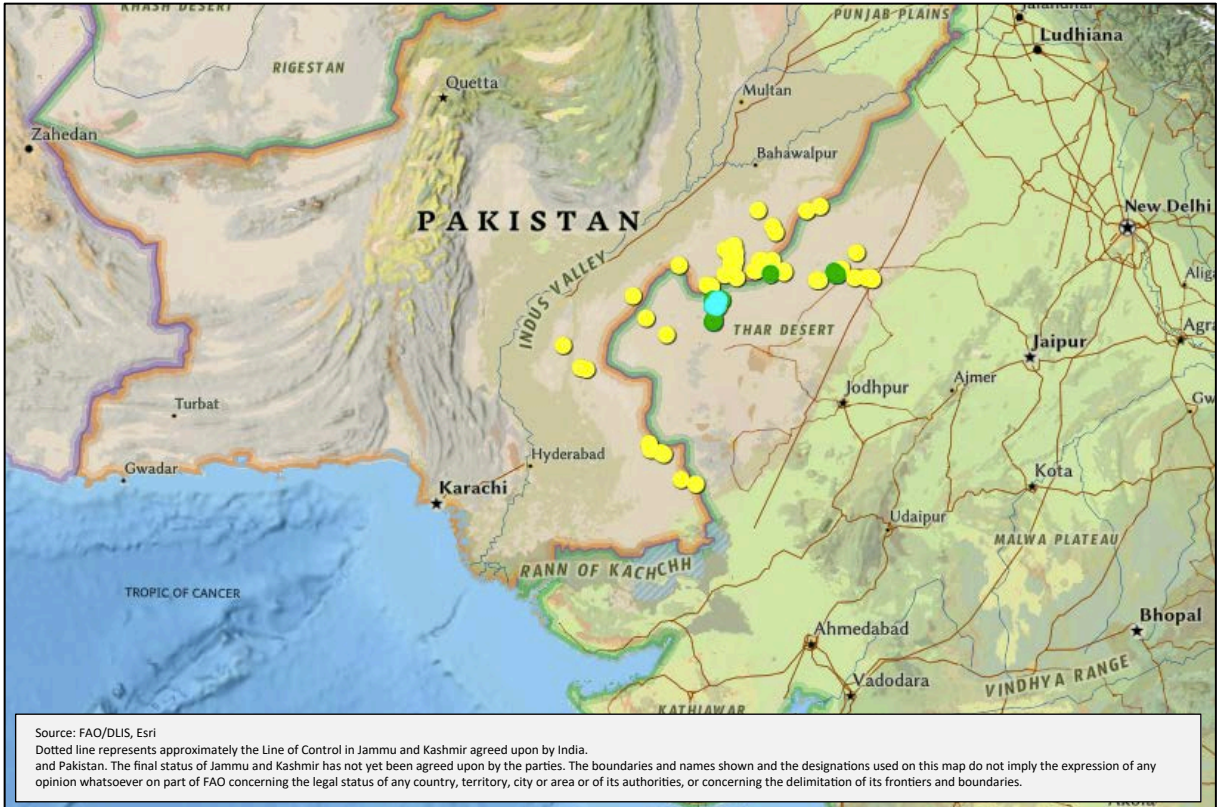 KHASH DESERT
PUNJAB PLAINS
Jalandhar
Ludhiana
RIGESTAN
Quetta
Multan
Zahedan
Bahawalpur
New Delhi
PAKISTAN
INDUS VALLEY
THAR DESERT
Jaipur
Jodhpur
Ajmer
Turbat
Hyderabad
Gwadar
Karachi
Kota
Udaipur
MALWA PLATEAU
RANN OF KACHCHH
TROPIC OF CANCER
Bhopal
Ahmedabad
VINDHYA RANGE
Vadodara
KATHIAWAR
Source: FAO/DLIS, Esri
Dotted line represents approximately the Line of Control in Jammu and Kashmir agreed upon by India.
and Pakistan. The final status of Jammu and Kashmir has not yet been agreed upon by the parties. The boundaries and names shown and the designations used on this map do not imply the expression of any
opinion whatsoever on part of FAO concerning the legal status of any country, territory, city or area or of its authorities, or concerning the delimitation of its frontiers and boundaries.